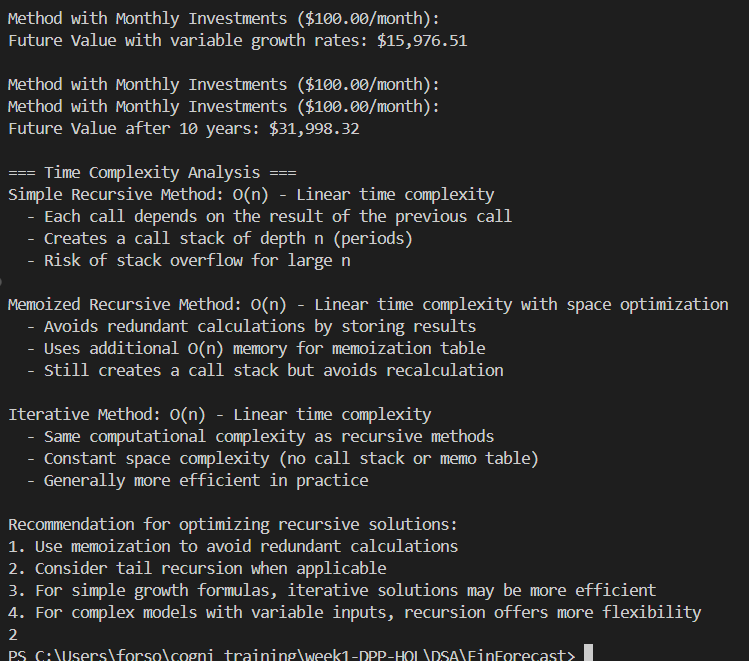 Method with Monthly Investments ($100.00/month):
Future Value with variable growth rates: $15,976.51
Method with Monthly Investments ($100.00/month):
Method with Monthly Investments ($100.00/month):
Future Value after 10 years: $31,998.32
=== Time Complexity Analysis ===
Simple Recursive Method: O(n) - Linear time complexity
- Each call depends on the result of the previous call
- Creates a call stack of depth n (periods)
- Risk of stack overflow for large n
Memoized Recursive Method: O(n) - Linear time complexity with space optimization
- Avoids redundant calculations by storing results
- Uses additional O(n) memory for memoization table
- Still creates a call stack but avoids recalculation
Iterative Method: O(n) - Linear time complexity
- Same computational complexity as recursive methods
- Constant space complexity (no call stack or memo table)
- Generally more efficient in practice
Recommendation for optimizing recursive solutions:
1. Use memoization to avoid redundant calculations
2. Consider tail recursion when applicable
3. For simple growth formulas, iterative solutions may be more efficient
4. For complex models with variable inputs, recursion offers more flexibility
2
PS C:\Users\forso\cogni_training\week1-DPP-HOL\DSA\FinForecast>